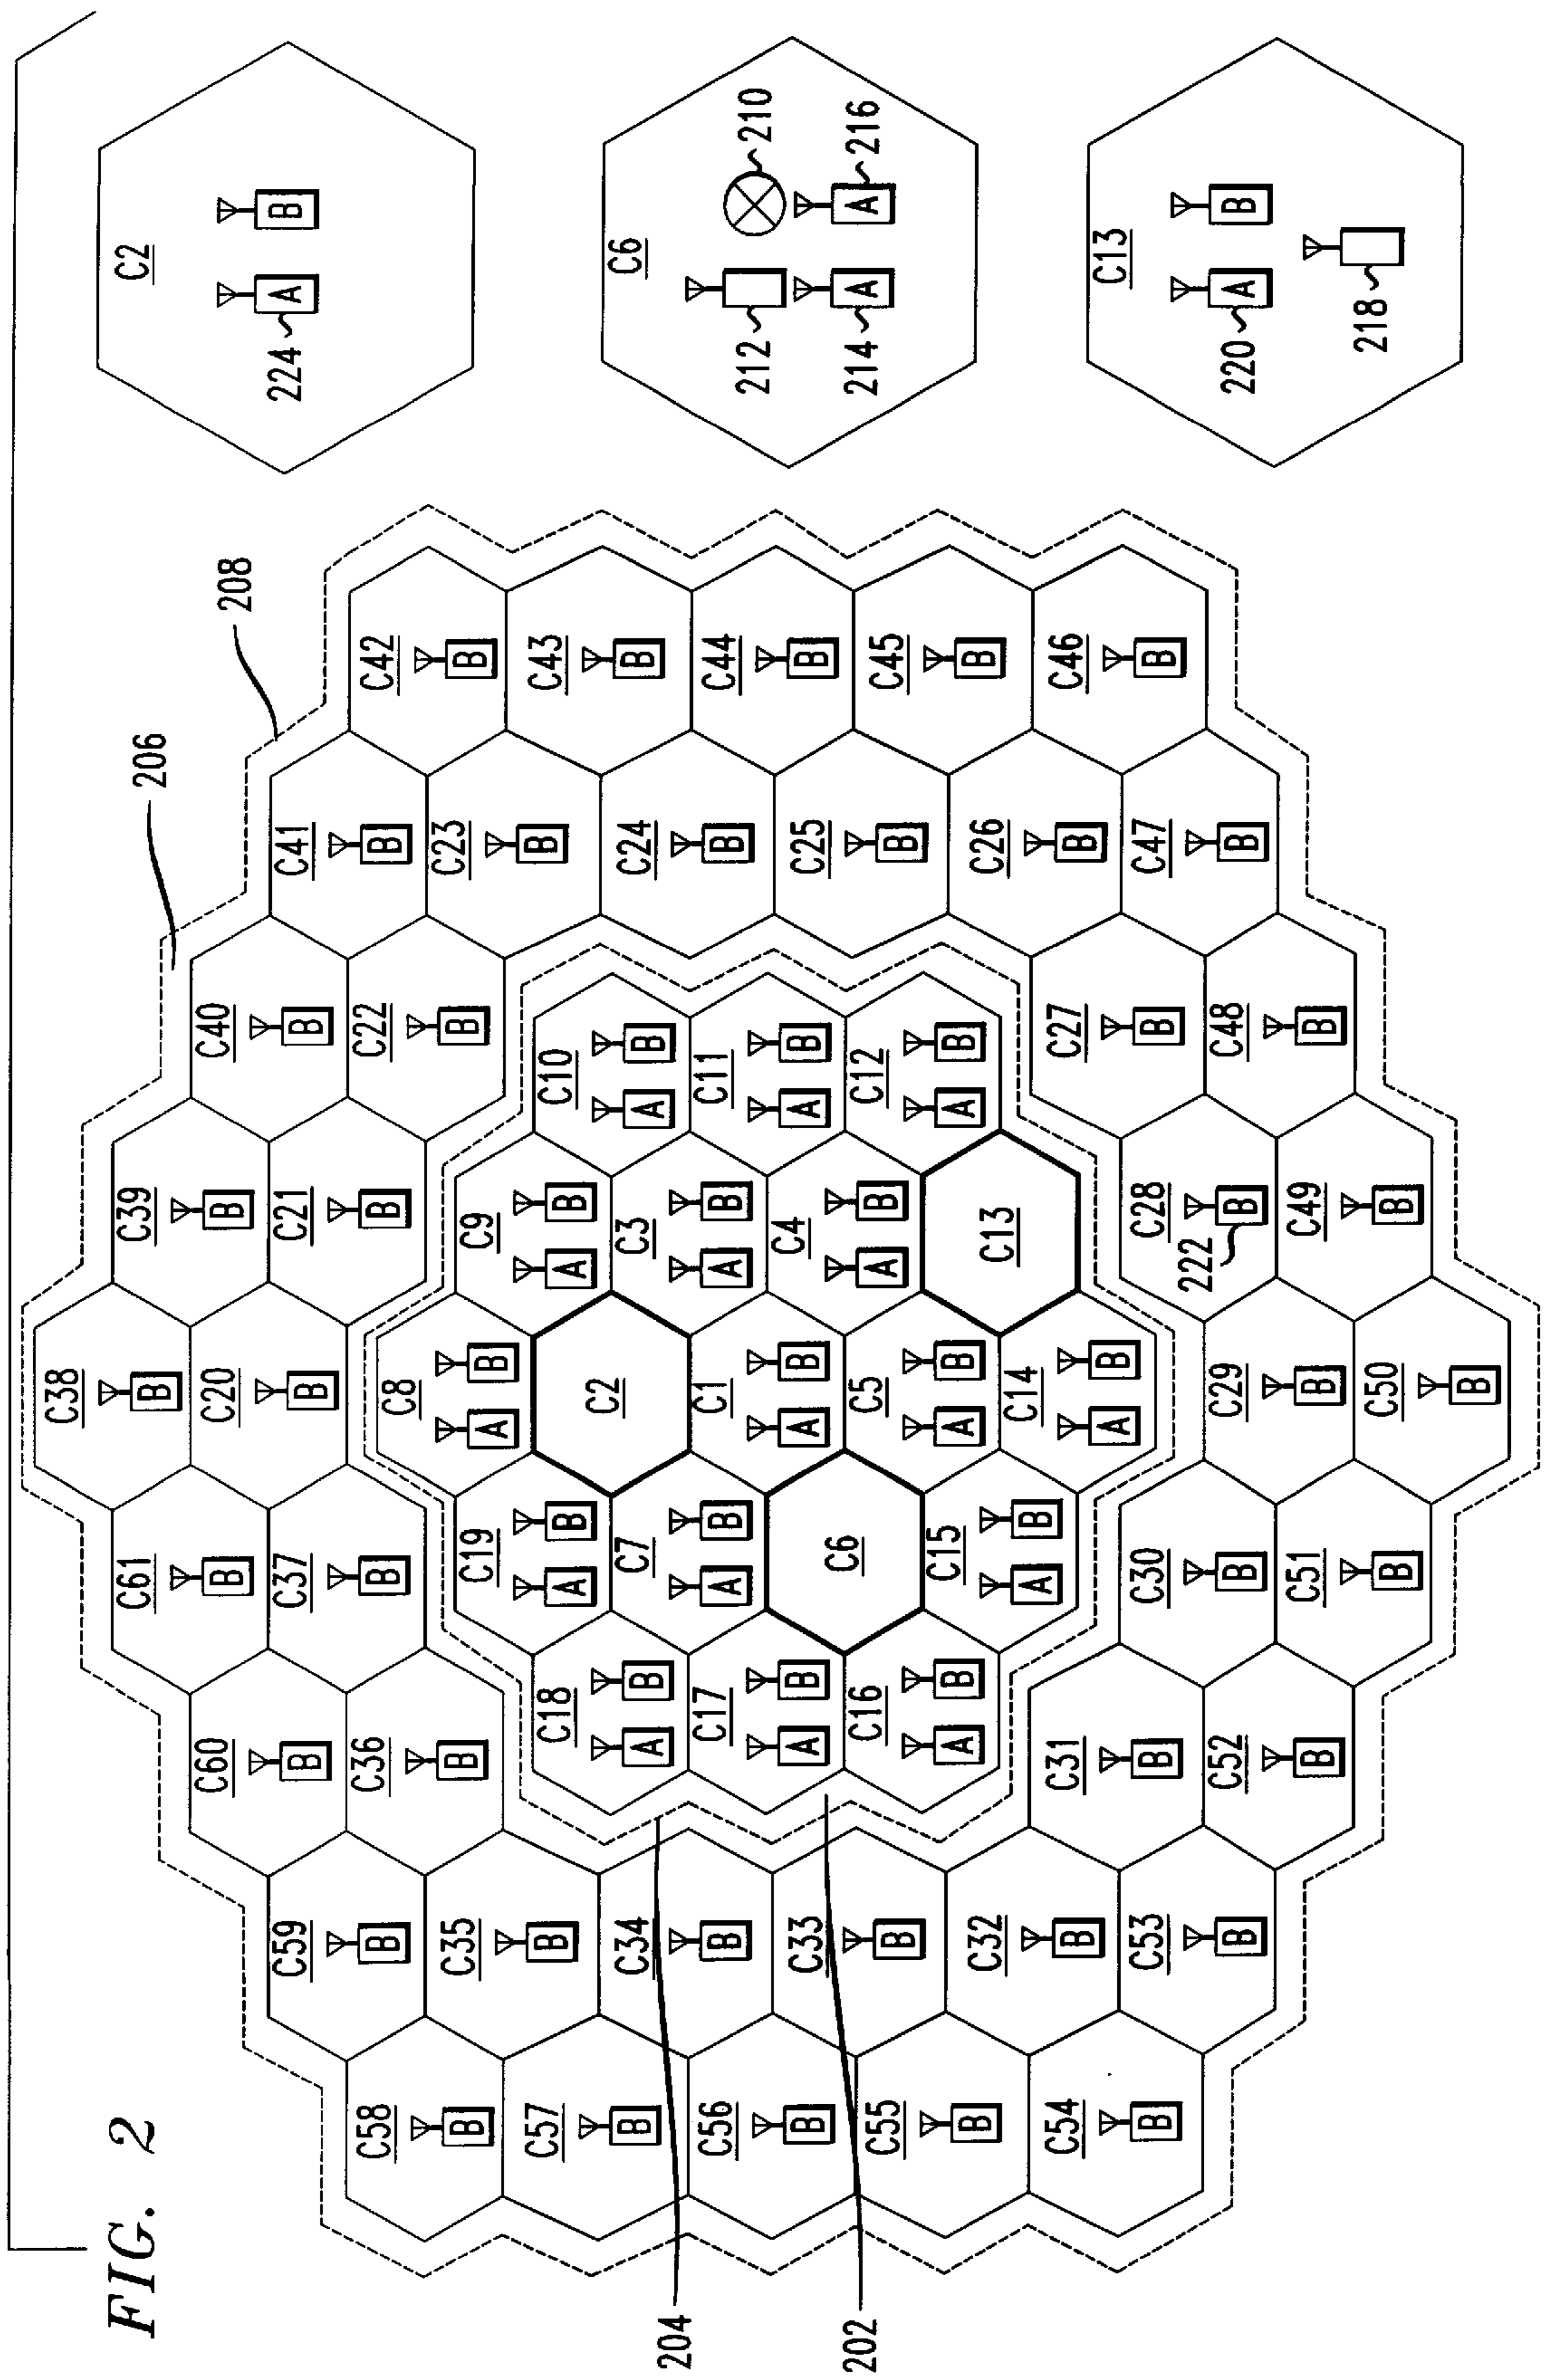 FIG. 2
204
202
C58
B
C57
B
C56
B
C55
B
C54
B
C59
B
C35
B
C34
B
C33
B
C32
B
C53
B
C60
B
C36
B
C18
A B
C17
A B
C16
A B
C31
B
C52
B
C61
B
C37
B
C19
A B
C7
A B
C6
C15
A B
C30
B
C51
B
C38
B
C20
B
C8
A B
C2
C1
A B
C5
A B
C14
A B
C29
B
C50
B
C39
B
C21
B
C9
A B
C3
A B
C4
A B
C13
C28
222 B
C49
B
206
C40
B
C22
B
C10
A B
C11
A B
C12
A B
C27
B
C48
B
208
C41
B
C23
B
C24
B
C25
B
C26
B
C47
B
C42
B
C43
B
C44
B
C45
B
C46
B
C2
224 A B
C6
212 210
214 A A 216
C13
220 A B
218